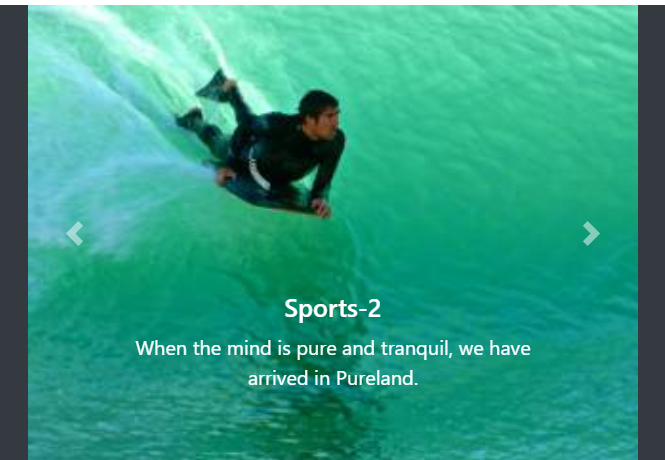 Sports-2
When the mind is pure and tranquil, we have
arrived in Pureland.